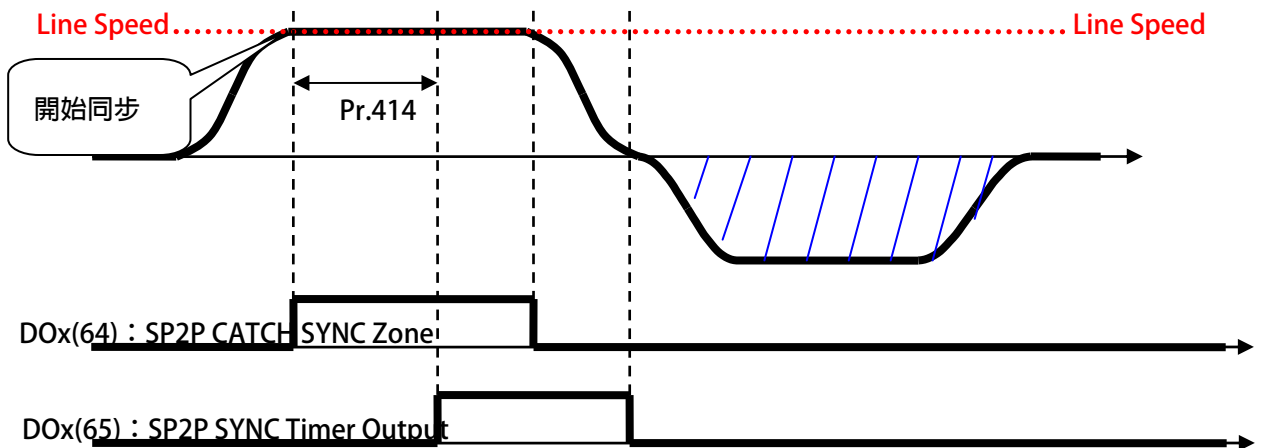 Line Speed
Line Speed
開始同步
Pr.414
DOx(64)：SP2P CATCH SYNC Zone
DOx(65)：SP2P SYNC Timer Output